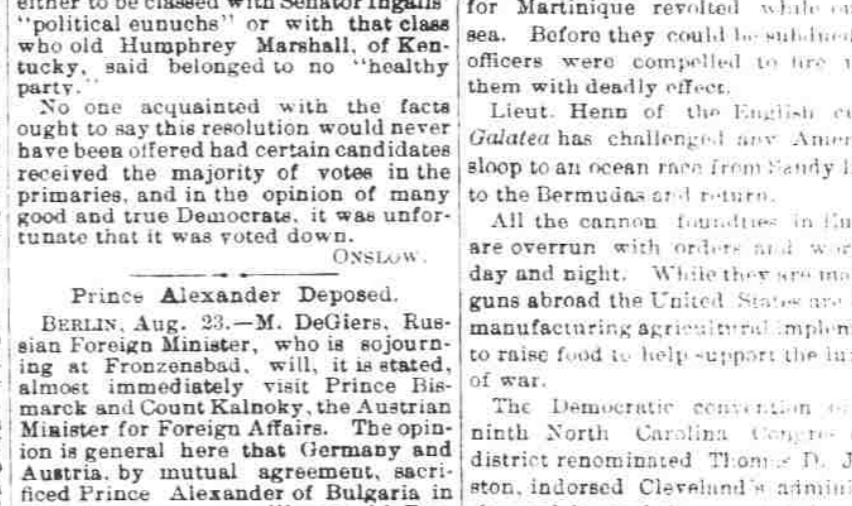 either to be classed with Senator Ingalls'
"political eunuchs" or with that class
who old Humphrey Marshall, of Ken-
tucky, said belonged to no "healthy
party."
No one acquainted with the facts
ought to say this resolution would never
have been offered had certain candidates
received the majority of votes in the
primaries, and in the opinion of many
good and true Democrats, it was unfor-
tunate that it was voted down.
ONSLOW.
Prince Alexander Deposed.
BERLIN, Aug. 23.—M. DeGiers, Rus-
sian Foreign Minister, who is sojourn-
ing at Fronzensbad, will, it is stated,
almost immediately visit Prince Bis-
marck and Count Kalnoky, the Austrian
Minister for Foreign Affairs. The opin-
ion is general here that Germany and
Austria, by mutual agreement, sacri-
ficed Prince Alexander of Bulgaria in
for Martinique revolted while
sea. Before they could be subdued
officers were compelled to fire
them with deadly effect.
Lieut. Henn of the English
Galatea has challenged any Amer
sloop to an ocean race from Sandy
to the Bermudas and return.
All the cannon foundries in
are overrun with orders and
day and night. While they are
guns abroad the United States are
manufacturing agricultural implem
to raise food to help support the
of war.
The Democratic convention
ninth North Carolina Congres
district renominated Thomas D. J
ston, indorsed Cleveland's admini